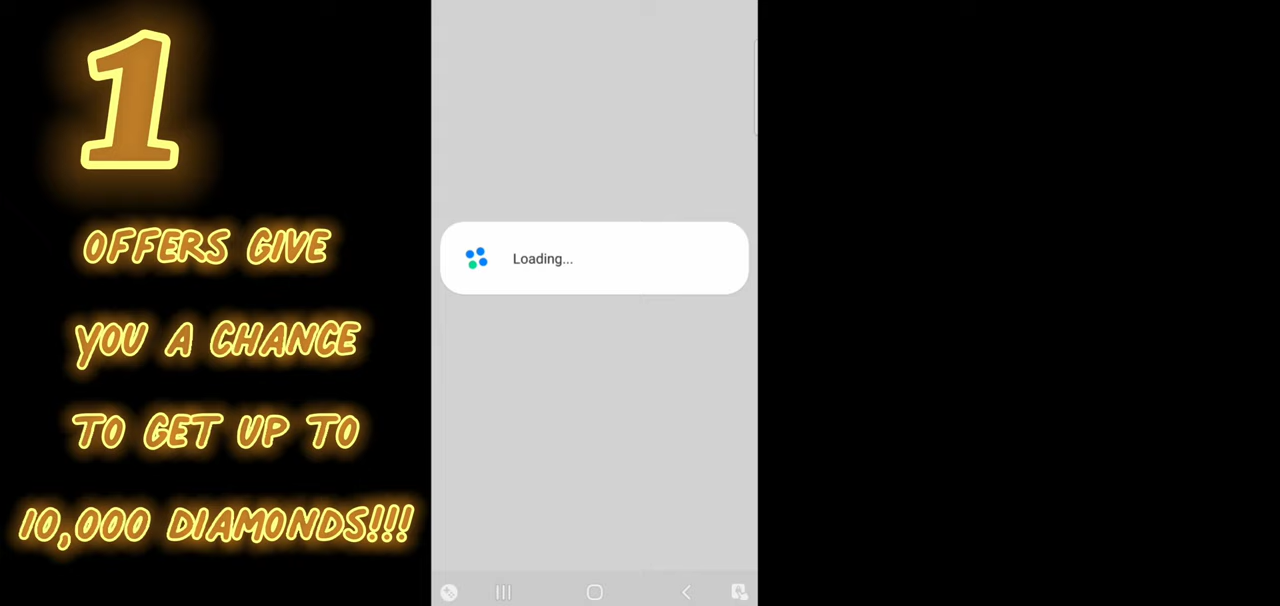 1
OFFERS GIVE
YOU A CHANCE
TO GET UP TO
10,000 DIAMONDS!!!
Loading...